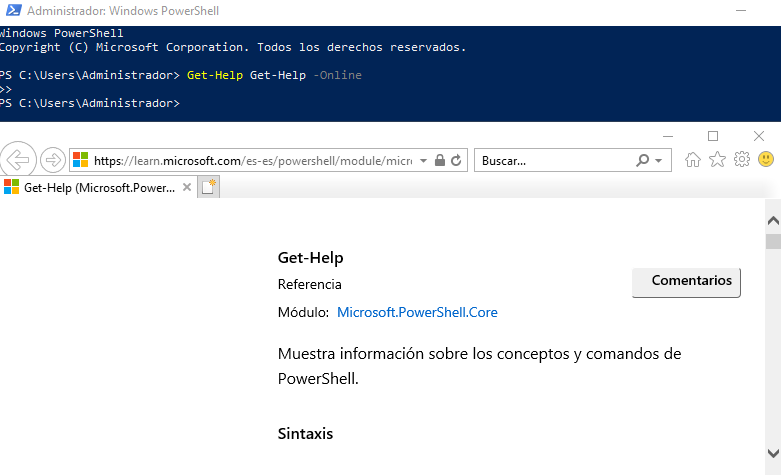 Administrador: Windows PowerShell
Windows PowerShell
Copyright (C) Microsoft Corporation. Todos los derechos reservados.
PS C:\Users\Administrador> Get-Help Get-Help -Online
>>
PS C:\Users\Administrador>
https://learn.microsoft.com/es-es/powershell/module/micr
Buscar...
Get-Help (Microsoft.Power...
Get-Help
Referencia
Comentarios
Módulo: Microsoft.PowerShell.Core
Muestra información sobre los conceptos y comandos de
PowerShell.
Sintaxis